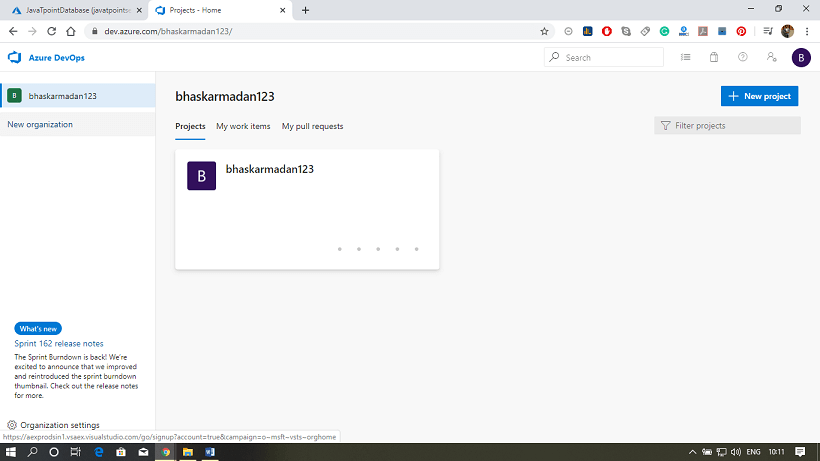 JavaTpointDatabase (javatpointse
Projects - Home
dev.azure.com/bhaskarmadan123/
Azure DevOps
Search
B
B
bhaskarmadan123
New organization
bhaskarmadan123
New project
Projects
My work items
My pull requests
Filter projects
B
bhaskarmadan123
What's new
Sprint 162 release notes
The Sprint Burndown is back! We're
excited to announce that we improved
and reintroduced the sprint burndown
thumbnail. Check out the release notes
for more.
Organization settings
https://aexprodsin1.vsaex.visualstudio.com/go/signup?account=true&campaign=o~msft~vsts~orghome
ENG
10:11